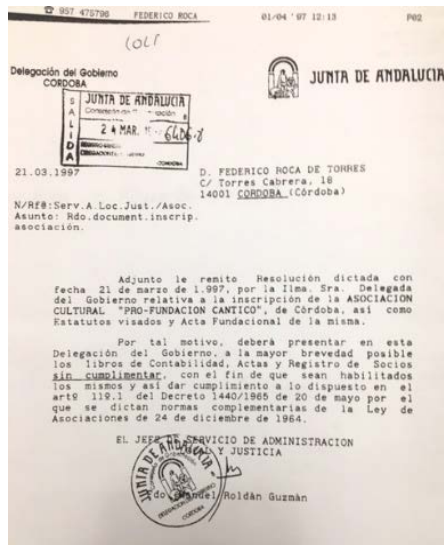 ☎ 957 475796 FEDERICO ROCA 01/04 '97 12:13 P02
Delegación del Gobierno
CORDOBA
JUNTA DE ANDALUCIA
SALIDA
JUNTA DE ANDALUCIA
24 MAR.
CORDOBA
21.03.1997
D. FEDERICO ROCA DE TORRES
C/ Torres Cabrera, 18
14001 CORDOBA (Córdoba)
N/Rfª:Serv.A.Loc.Just./Asoc.
Asunto: Rdo.document.inscrip.
asociación.
Adjunto le remito Resolución dictada con
fecha 21 de marzo de 1.997, por la Ilma. Sra. Delegada
del Gobierno relativa a la inscripción de la ASOCIACION
CULTURAL "PRO-FUNDACION CANTICO", de Córdoba, así como
Estatutos visados y Acta Fundacional de la misma.
Por tal motivo, deberá presentar en esta
Delegación del Gobierno, a la mayor brevedad posible
los libros de Contabilidad, Actas y Registro de Socios
sin cumplimentar, con el fin de que sean habilitados
los mismos y así dar cumplimiento a lo dispuesto en el
artº 11º.1 del Decreto 1440/1965 de 20 de mayo por el
que se dictan normas complementarias de la Ley de
Asociaciones de 24 de diciembre de 1964.
EL JEFE DE SERVICIO DE ADMINISTRACION
Y JUSTICIA
JUNTA DE ANDALUCIA
CORDOBA
Roldán Guzmán